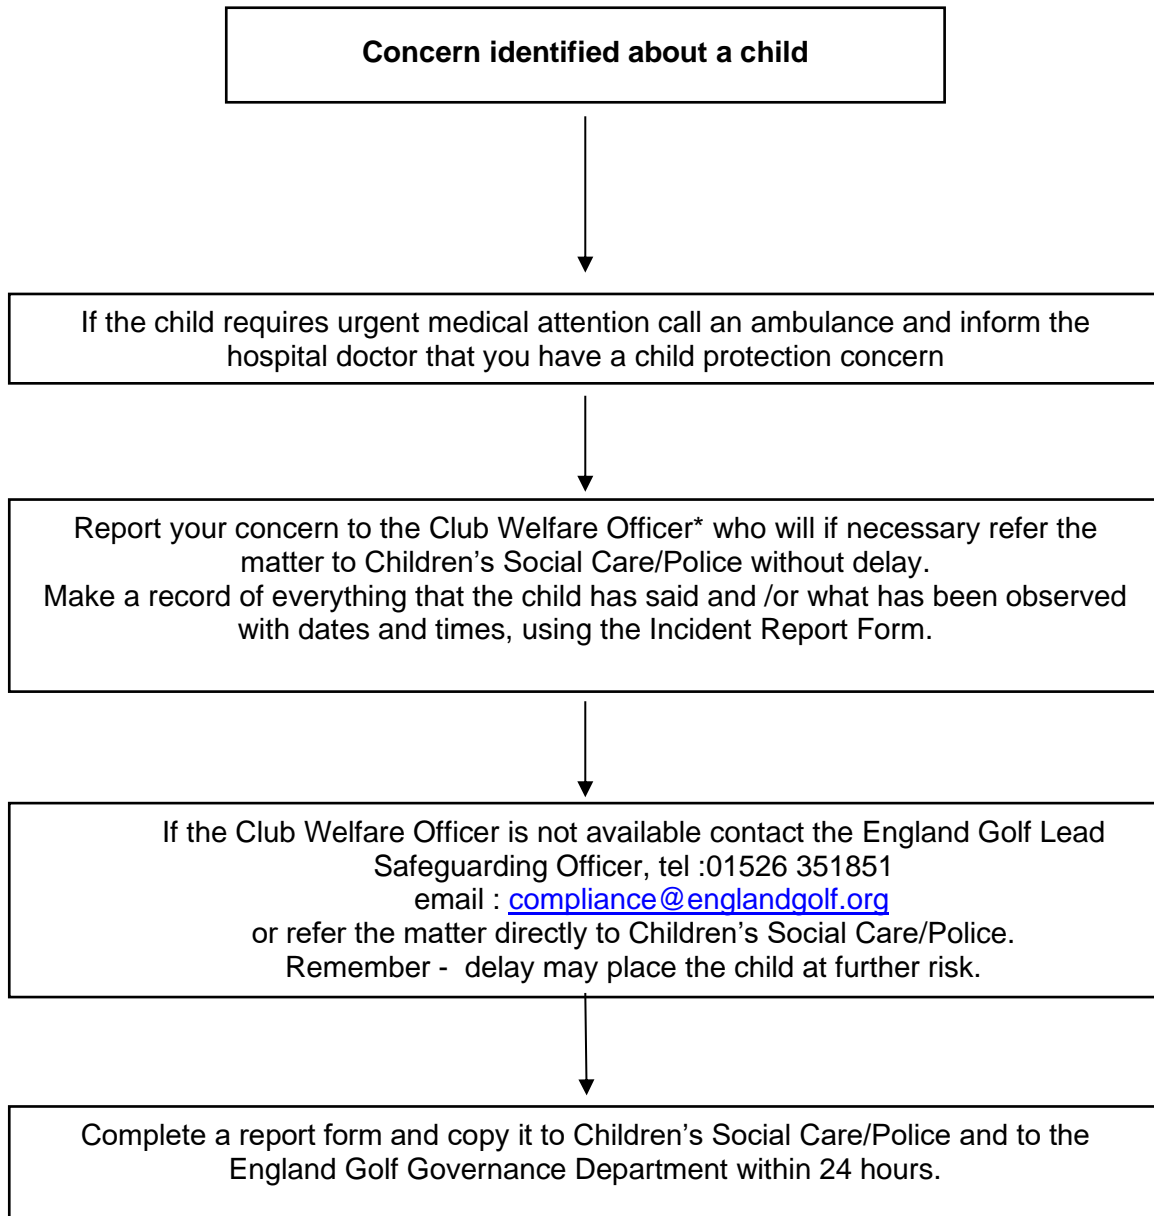 Concern identified about a child
If the child requires urgent medical attention call an ambulance and inform the
hospital doctor that you have a child protection concern
Report your concern to the Club Welfare Officer* who will if necessary refer the
matter to Children’s Social Care/Police without delay.
Make a record of everything that the child has said and /or what has been observed
with dates and times, using the Incident Report Form.
If the Club Welfare Officer is not available contact the England Golf Lead
Safeguarding Officer, tel :01526 351851
email : compliance@englandgolf.org
or refer the matter directly to Children’s Social Care/Police.
Remember -  delay may place the child at further risk.
Complete a report form and copy it to Children’s Social Care/Police and to the
England Golf Governance Department within 24 hours.